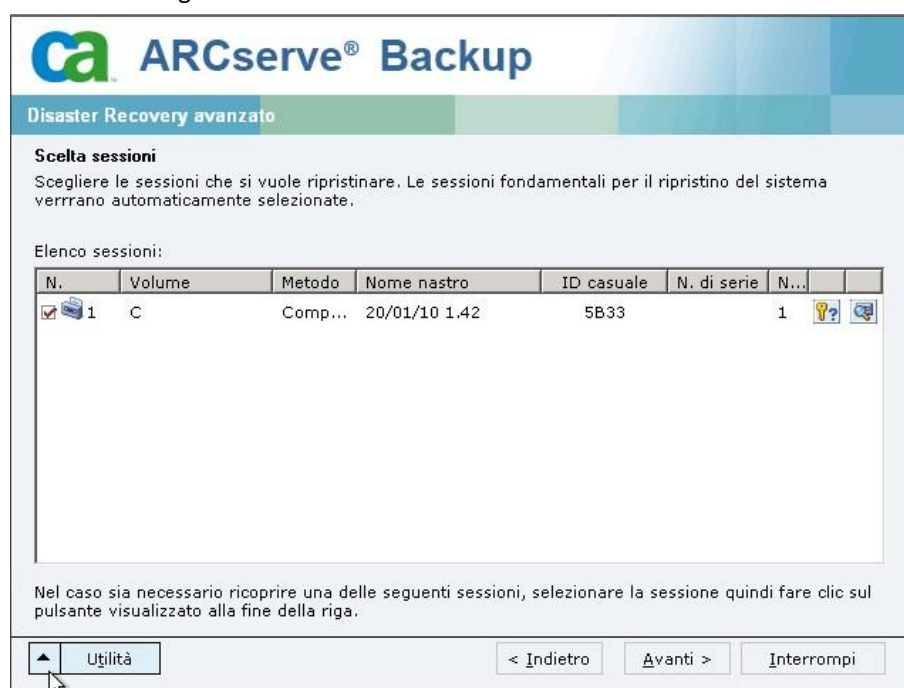 ca ARCserve® Backup
Disaster Recovery avanzato
Scelta sessioni
Scegliere le sessioni che si vuole ripristinare. Le sessioni fondamentali per il ripristino del sistema
verrrano automaticamente selezionate.
Elenco sessioni:
N. Volume Metodo Nome nastro ID casuale N. di serie N...
1 C Comp... 20/01/10 1.42 5B33 1
Nel caso sia necessario ricoprire una delle seguenti sessioni, selezionare la sessione quindi fare clic sul
pulsante visualizzato alla fine della riga.
Utilità < Indietro Avanti > Interrompi